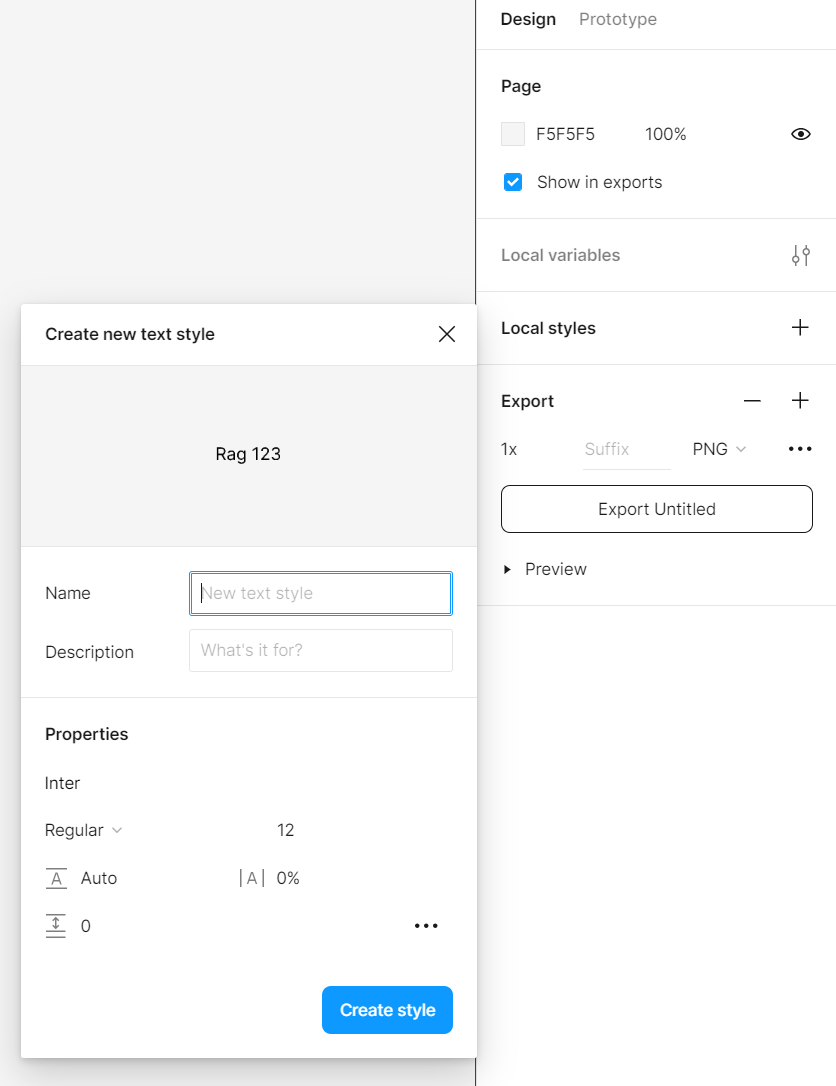 Design Prototype
Page
F5F5F5 100%
Show in exports
Local variables
Local styles
Export
1x Suffix PNG
Export Untitled
Preview
Create new text style
Rag 123
Name New text style
Description What's it for?
Properties
Inter
Regular 12
A Auto |A| 0%
0
Create style